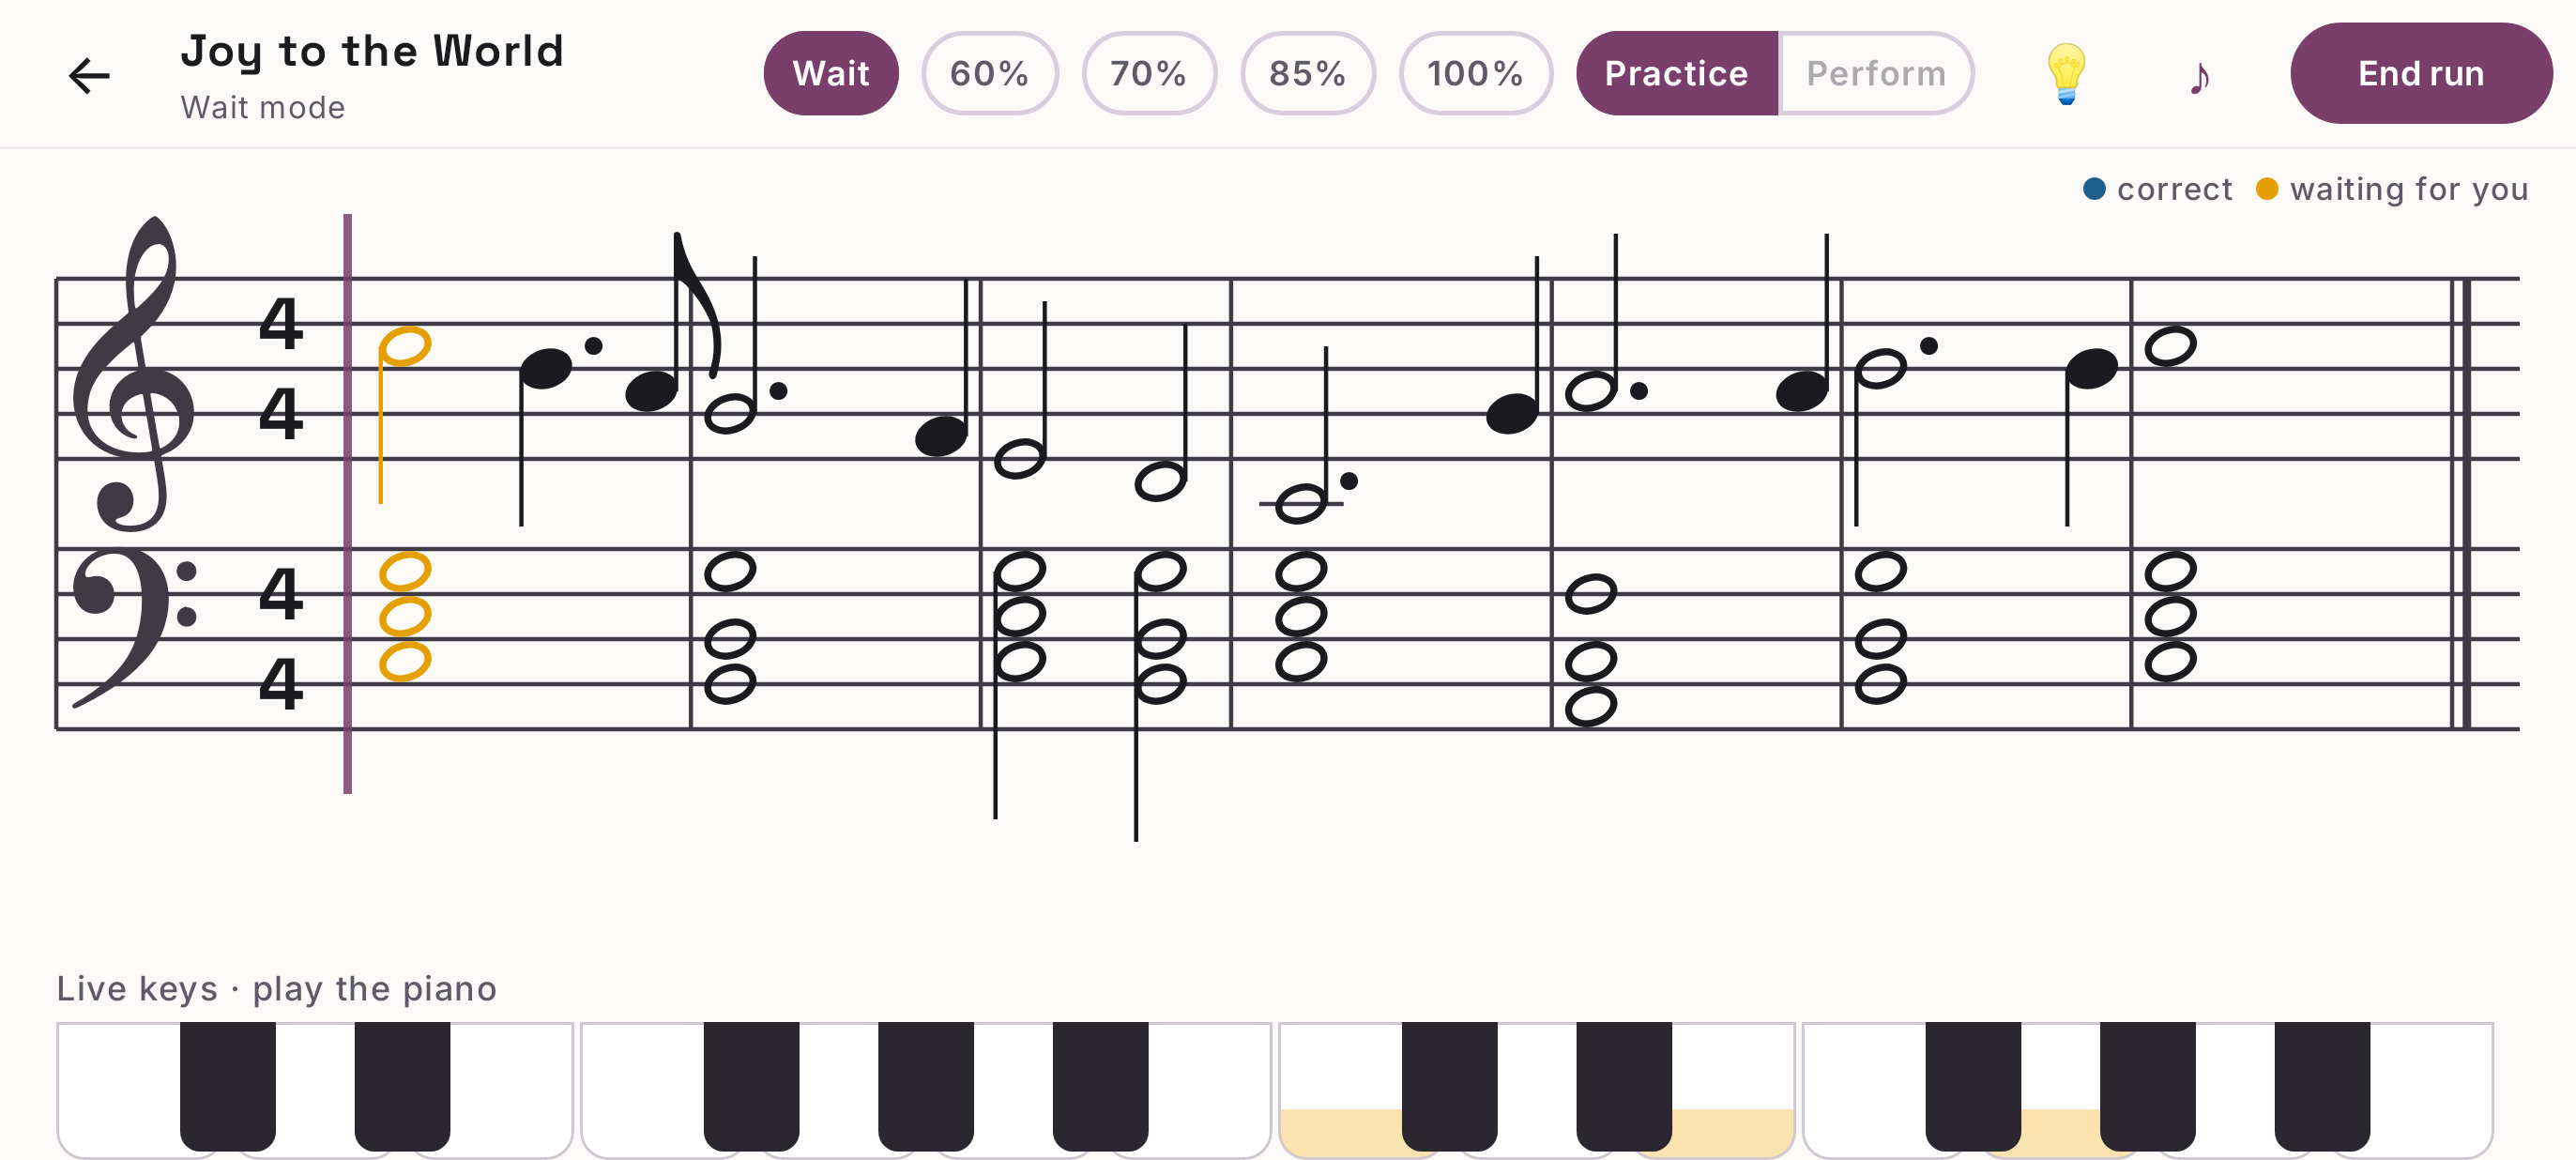 Joy to the World
Wait mode
Wait 60% 70% 85% 100% Practice Perform End run
correct waiting for you
4
4
4
4
Live keys · play the piano